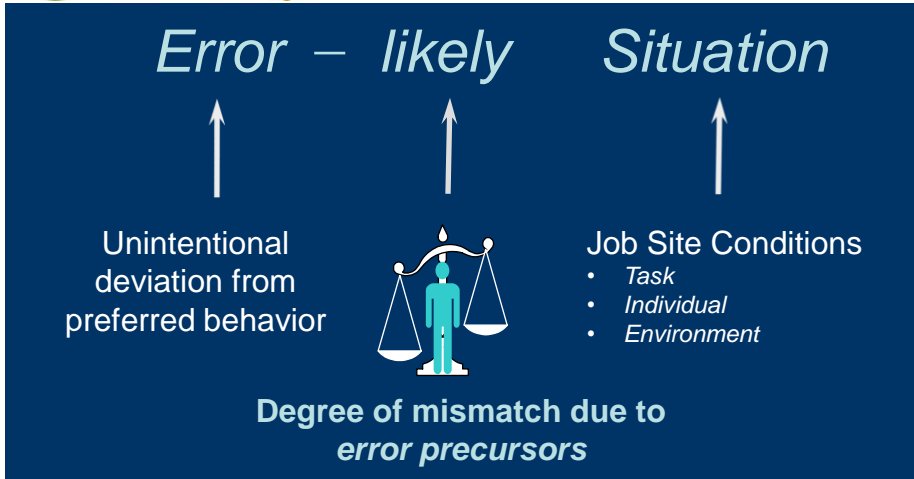 Error – likely Situation
Unintentional
deviation from
preferred behavior
Job Site Conditions
• Task
• Individual
• Environment
Degree of mismatch due to
error precursors